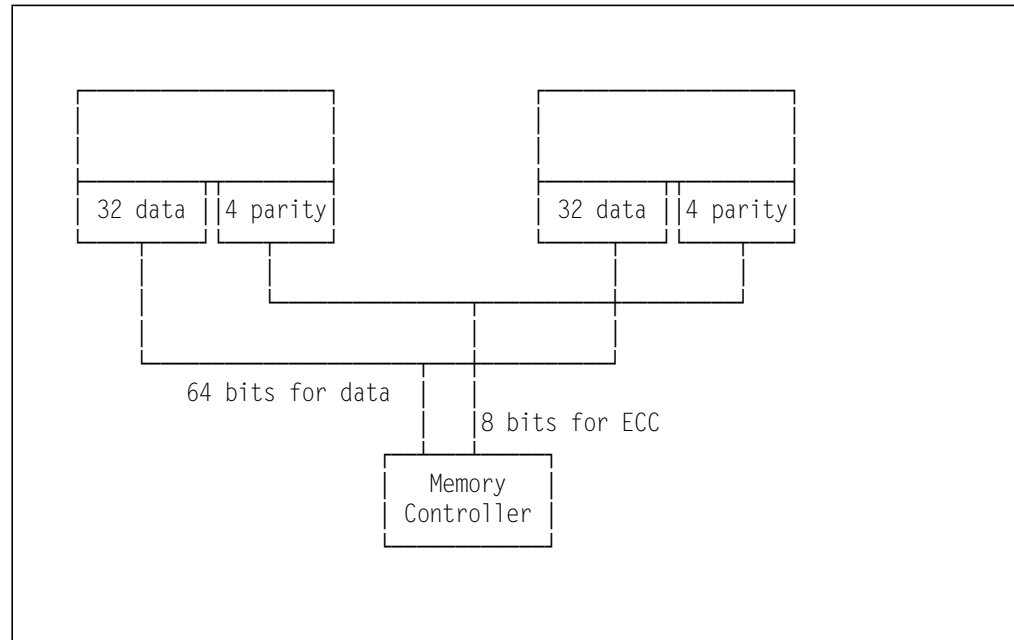 32 data
4 parity
32 data
4 parity
64 bits for data
8 bits for ECC
Memory
Controller